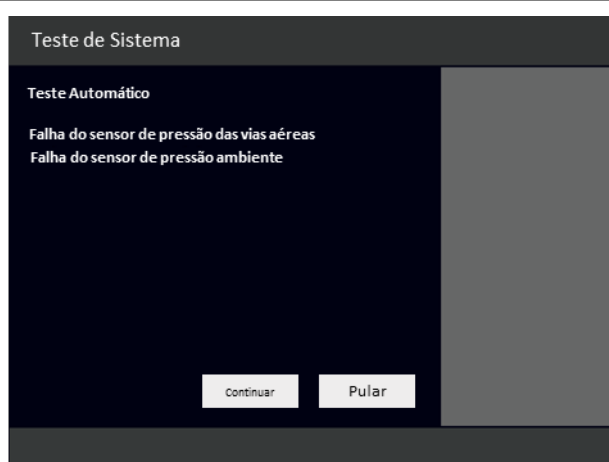 Teste de Sistema
Teste Automático
Falha do sensor de pressão das vias aéreas
Falha do sensor de pressão ambiente
Continuar
Pular